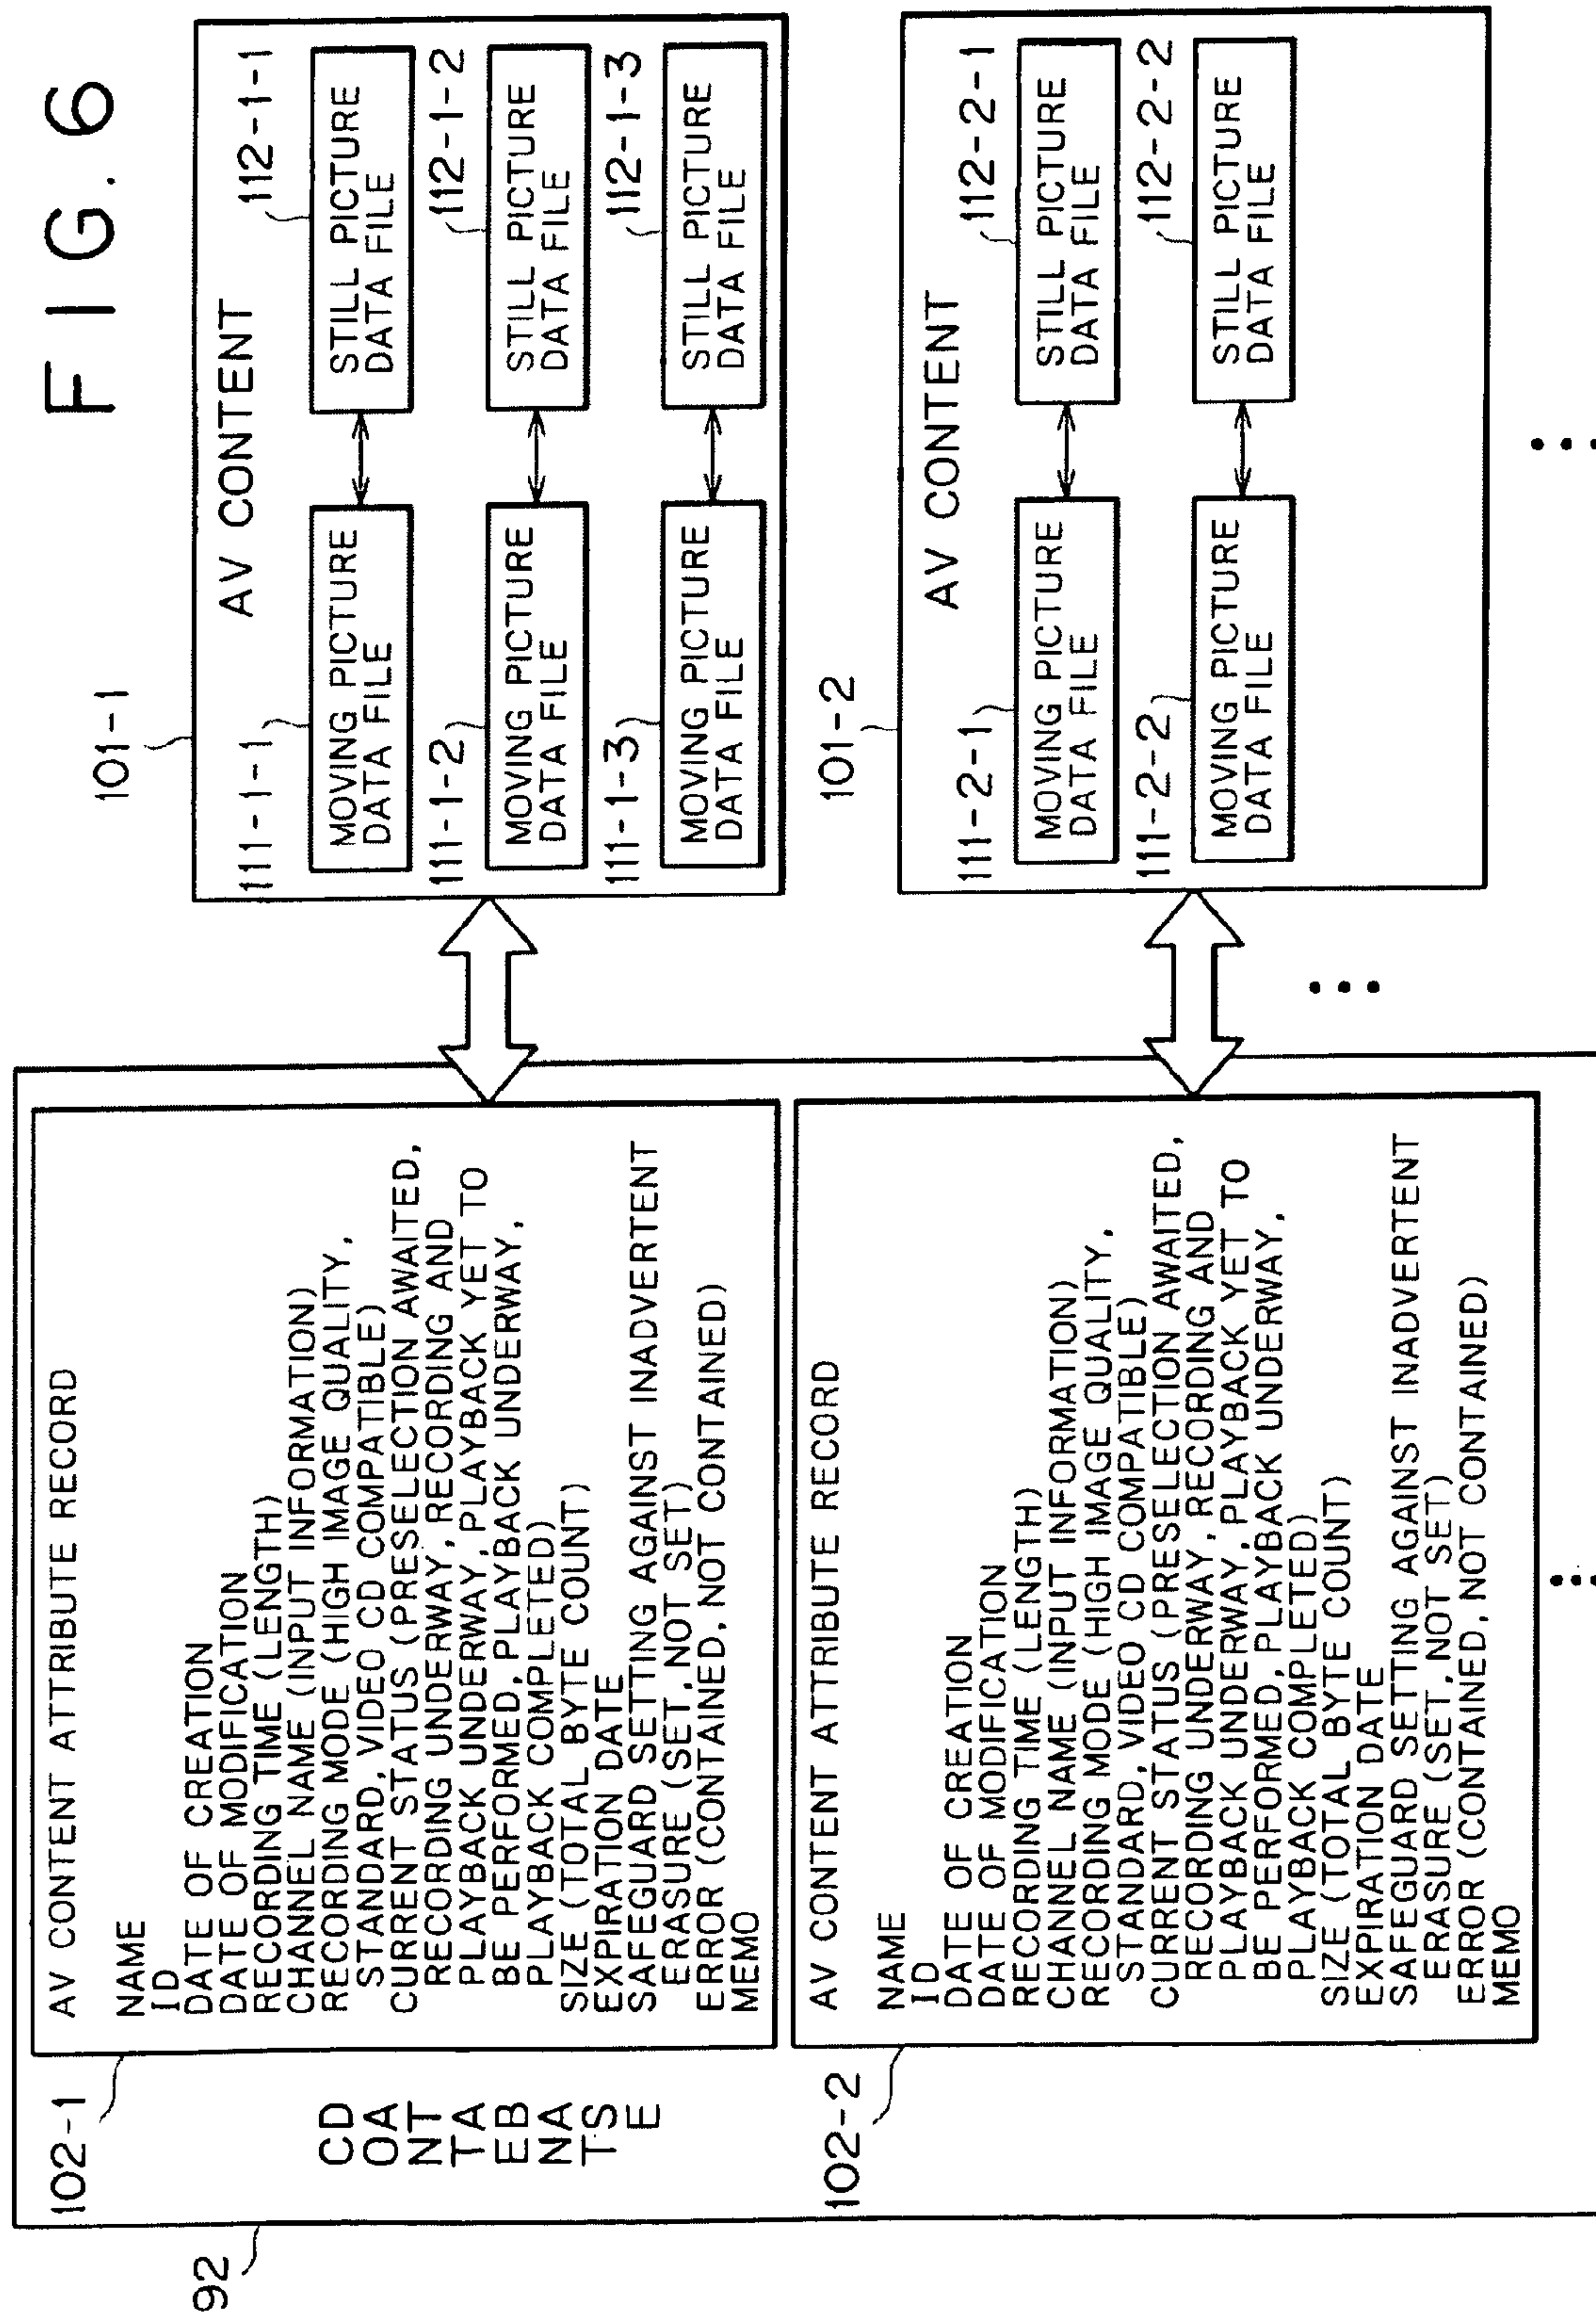 FIG. 6
92
CD
OA
NT
TA
EB
NA
TS
E
102-1
AV CONTENT ATTRIBUTE RECORD
NAME
ID
DATE OF CREATION
DATE OF MODIFICATION
RECORDING TIME (LENGTH)
CHANNEL NAME (INPUT INFORMATION)
RECORDING MODE (HIGH IMAGE QUALITY,
STANDARD, VIDEO CD COMPATIBLE)
CURRENT STATUS (PRESELECTION AWAITED,
RECORDING UNDERWAY, RECORDING AND
PLAYBACK UNDERWAY, PLAYBACK YET TO
BE PERFORMED, PLAYBACK UNDERWAY,
PLAYBACK COMPLETED)
SIZE (TOTAL BYTE COUNT)
EXPIRATION DATE
SAFEGUARD SETTING AGAINST INADVERTENT
ERASURE (SET, NOT SET)
ERROR (CONTAINED, NOT CONTAINED)
MEMO
101-1
AV CONTENT
111-1-1
MOVING PICTURE
DATA FILE
112-1-1
STILL PICTURE
DATA FILE
111-1-2
MOVING PICTURE
DATA FILE
112-1-2
STILL PICTURE
DATA FILE
111-1-3
MOVING PICTURE
DATA FILE
112-1-3
STILL PICTURE
DATA FILE
102-2
AV CONTENT ATTRIBUTE RECORD
NAME
ID
DATE OF CREATION
DATE OF MODIFICATION
RECORDING TIME (LENGTH)
CHANNEL NAME (INPUT INFORMATION)
RECORDING MODE (HIGH IMAGE QUALITY,
STANDARD, VIDEO CD COMPATIBLE)
CURRENT STATUS (PRESELECTION AWAITED,
RECORDING UNDERWAY, RECORDING AND
PLAYBACK UNDERWAY, PLAYBACK YET TO
BE PERFORMED, PLAYBACK UNDERWAY,
PLAYBACK COMPLETED)
SIZE (TOTAL BYTE COUNT)
EXPIRATION DATE
SAFEGUARD SETTING AGAINST INADVERTENT
ERASURE (SET, NOT SET)
ERROR (CONTAINED, NOT CONTAINED)
MEMO
101-2
AV CONTENT
111-2-1
MOVING PICTURE
DATA FILE
112-2-1
STILL PICTURE
DATA FILE
111-2-2
MOVING PICTURE
DATA FILE
112-2-2
STILL PICTURE
DATA FILE